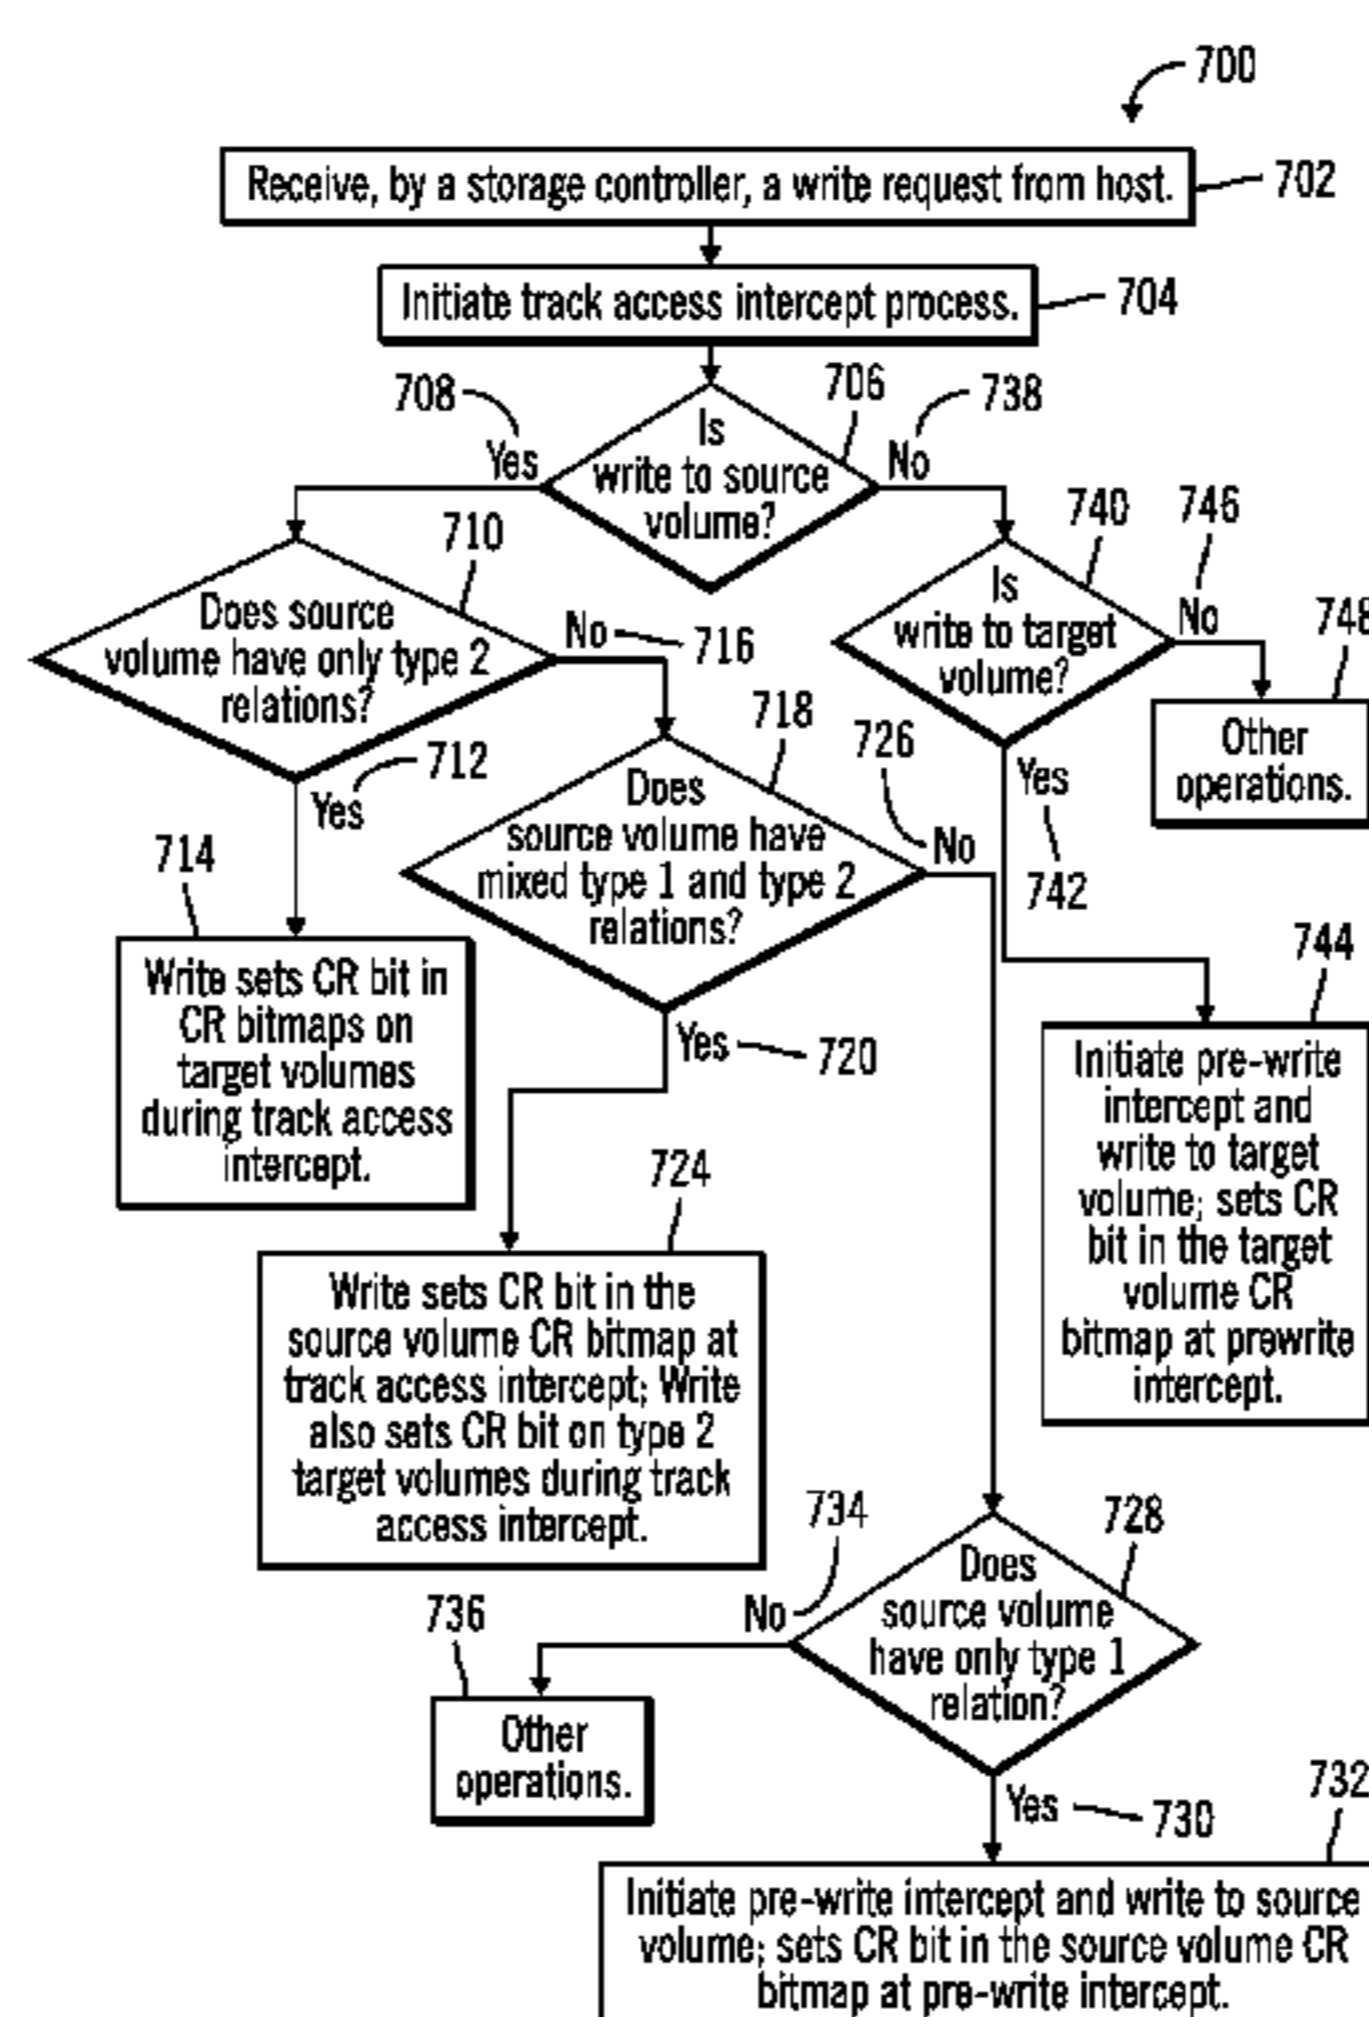 700
Receive, by a storage controller, a write request from host.
702
Initiate track access intercept process.
704
708
706
738
Yes
Is
write to source
volume?
No
710
740
746
Does source
volume have only type 2
relations?
No
716
Is
write to target
volume?
No
748
Other
operations.
712
Yes
718
726
Does
source volume have
mixed type 1 and type 2
relations?
No
Yes
742
714
Write sets CR bit in
CR bitmaps on
target volumes
during track access
intercept.
Yes
720
744
Initiate pre-write
intercept and
write to target
volume; sets CR
bit in the target
volume CR
bitmap at prewrite
intercept.
724
Write sets CR bit in the
source volume CR bitmap at
track access intercept; Write
also sets CR bit on type 2
target volumes during track
access intercept.
734
728
No
Does
source volume
have only type 1
relation?
736
Other
operations.
Yes
730
732
Initiate pre-write intercept and write to source
volume; sets CR bit in the source volume CR
bitmap at pre-write intercept.